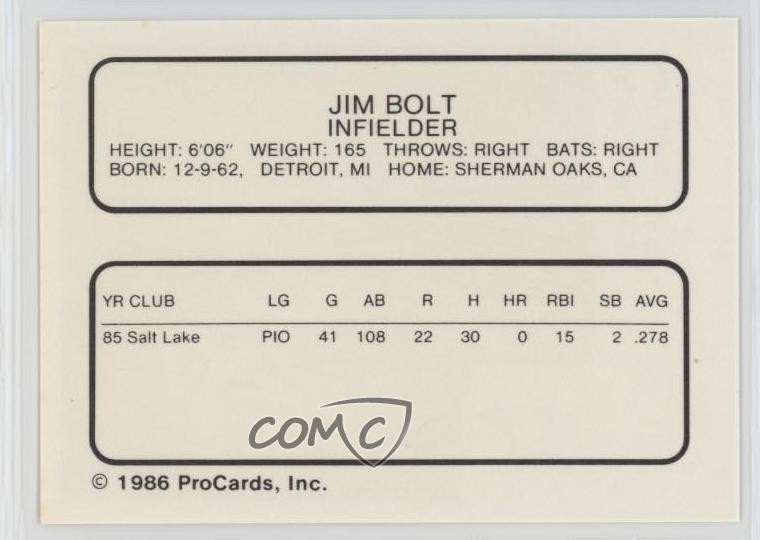 JIM BOLT
INFIELDER
HEIGHT: 6'06" WEIGHT: 165 THROWS: RIGHT BATS: RIGHT
BORN: 12-9-62, DETROIT, MI HOME: SHERMAN OAKS, CA
YR CLUB LG G AB R H HR RBI SB AVG
85 Salt Lake PIO 41 108 22 30 0 15 2 .278
COMC
© 1986 ProCards, Inc.